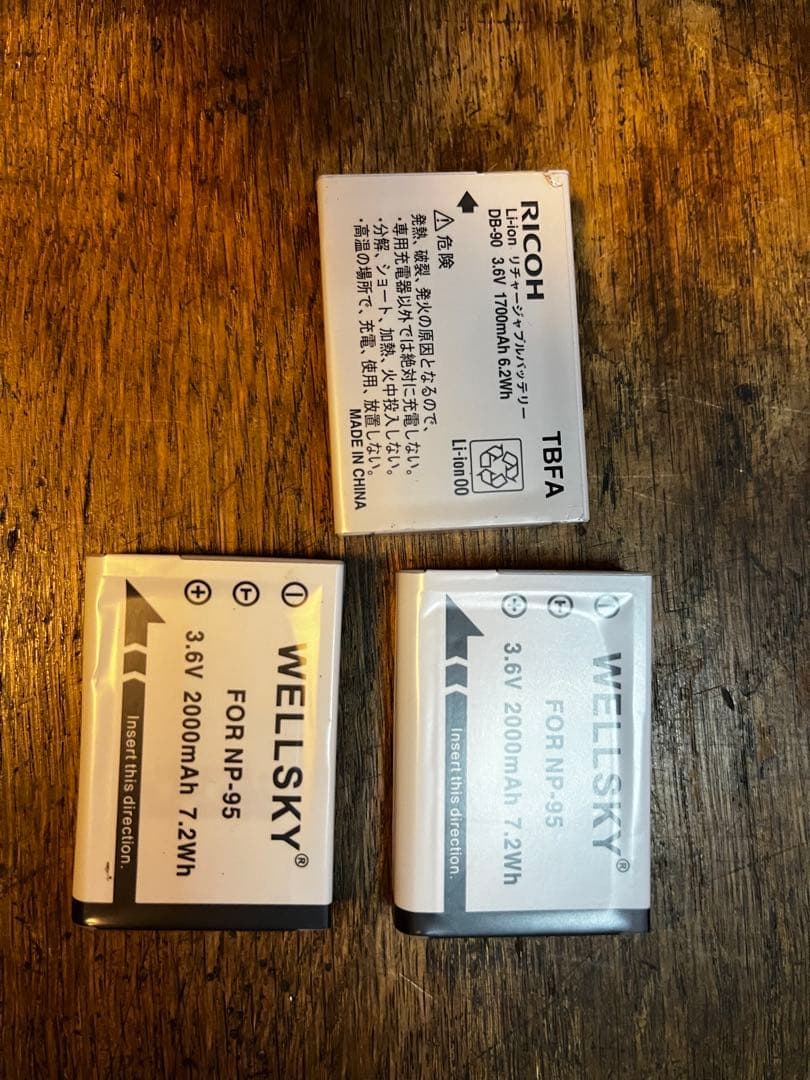 RICOH
Li-ion リチャージャブルバッテリー
DB-90 3.6V 1700mAh 6.2Wh
TBFA
Li-ion 00
⚠危険
発熱、破裂、発火の原因となるので、
・専用充電器以外では絶対に充電しない。
・分解、ショート、加熱、火中投入しない。
・高温の場所で、充電、使用、放置しない。
MADE IN CHINA
WELLSKY®
FOR NP-95
3.6V 2000mAh 7.2Wh
− T +
Insert this direction.
WELLSKY®
FOR NP-95
3.6V 2000mAh 7.2Wh
− T +
Insert this direction.